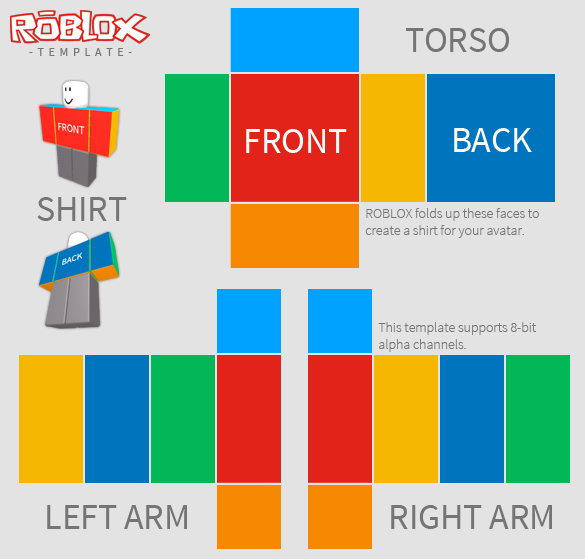 ROBLOX
-TEMPLATE-
TORSO
FRONT
BACK
FRONT
SHIRT
ROBLOX folds up these faces to
create a shirt for your avatar.
BACK
This template supports 8-bit
alpha channels.
LEFT ARM
RIGHT ARM